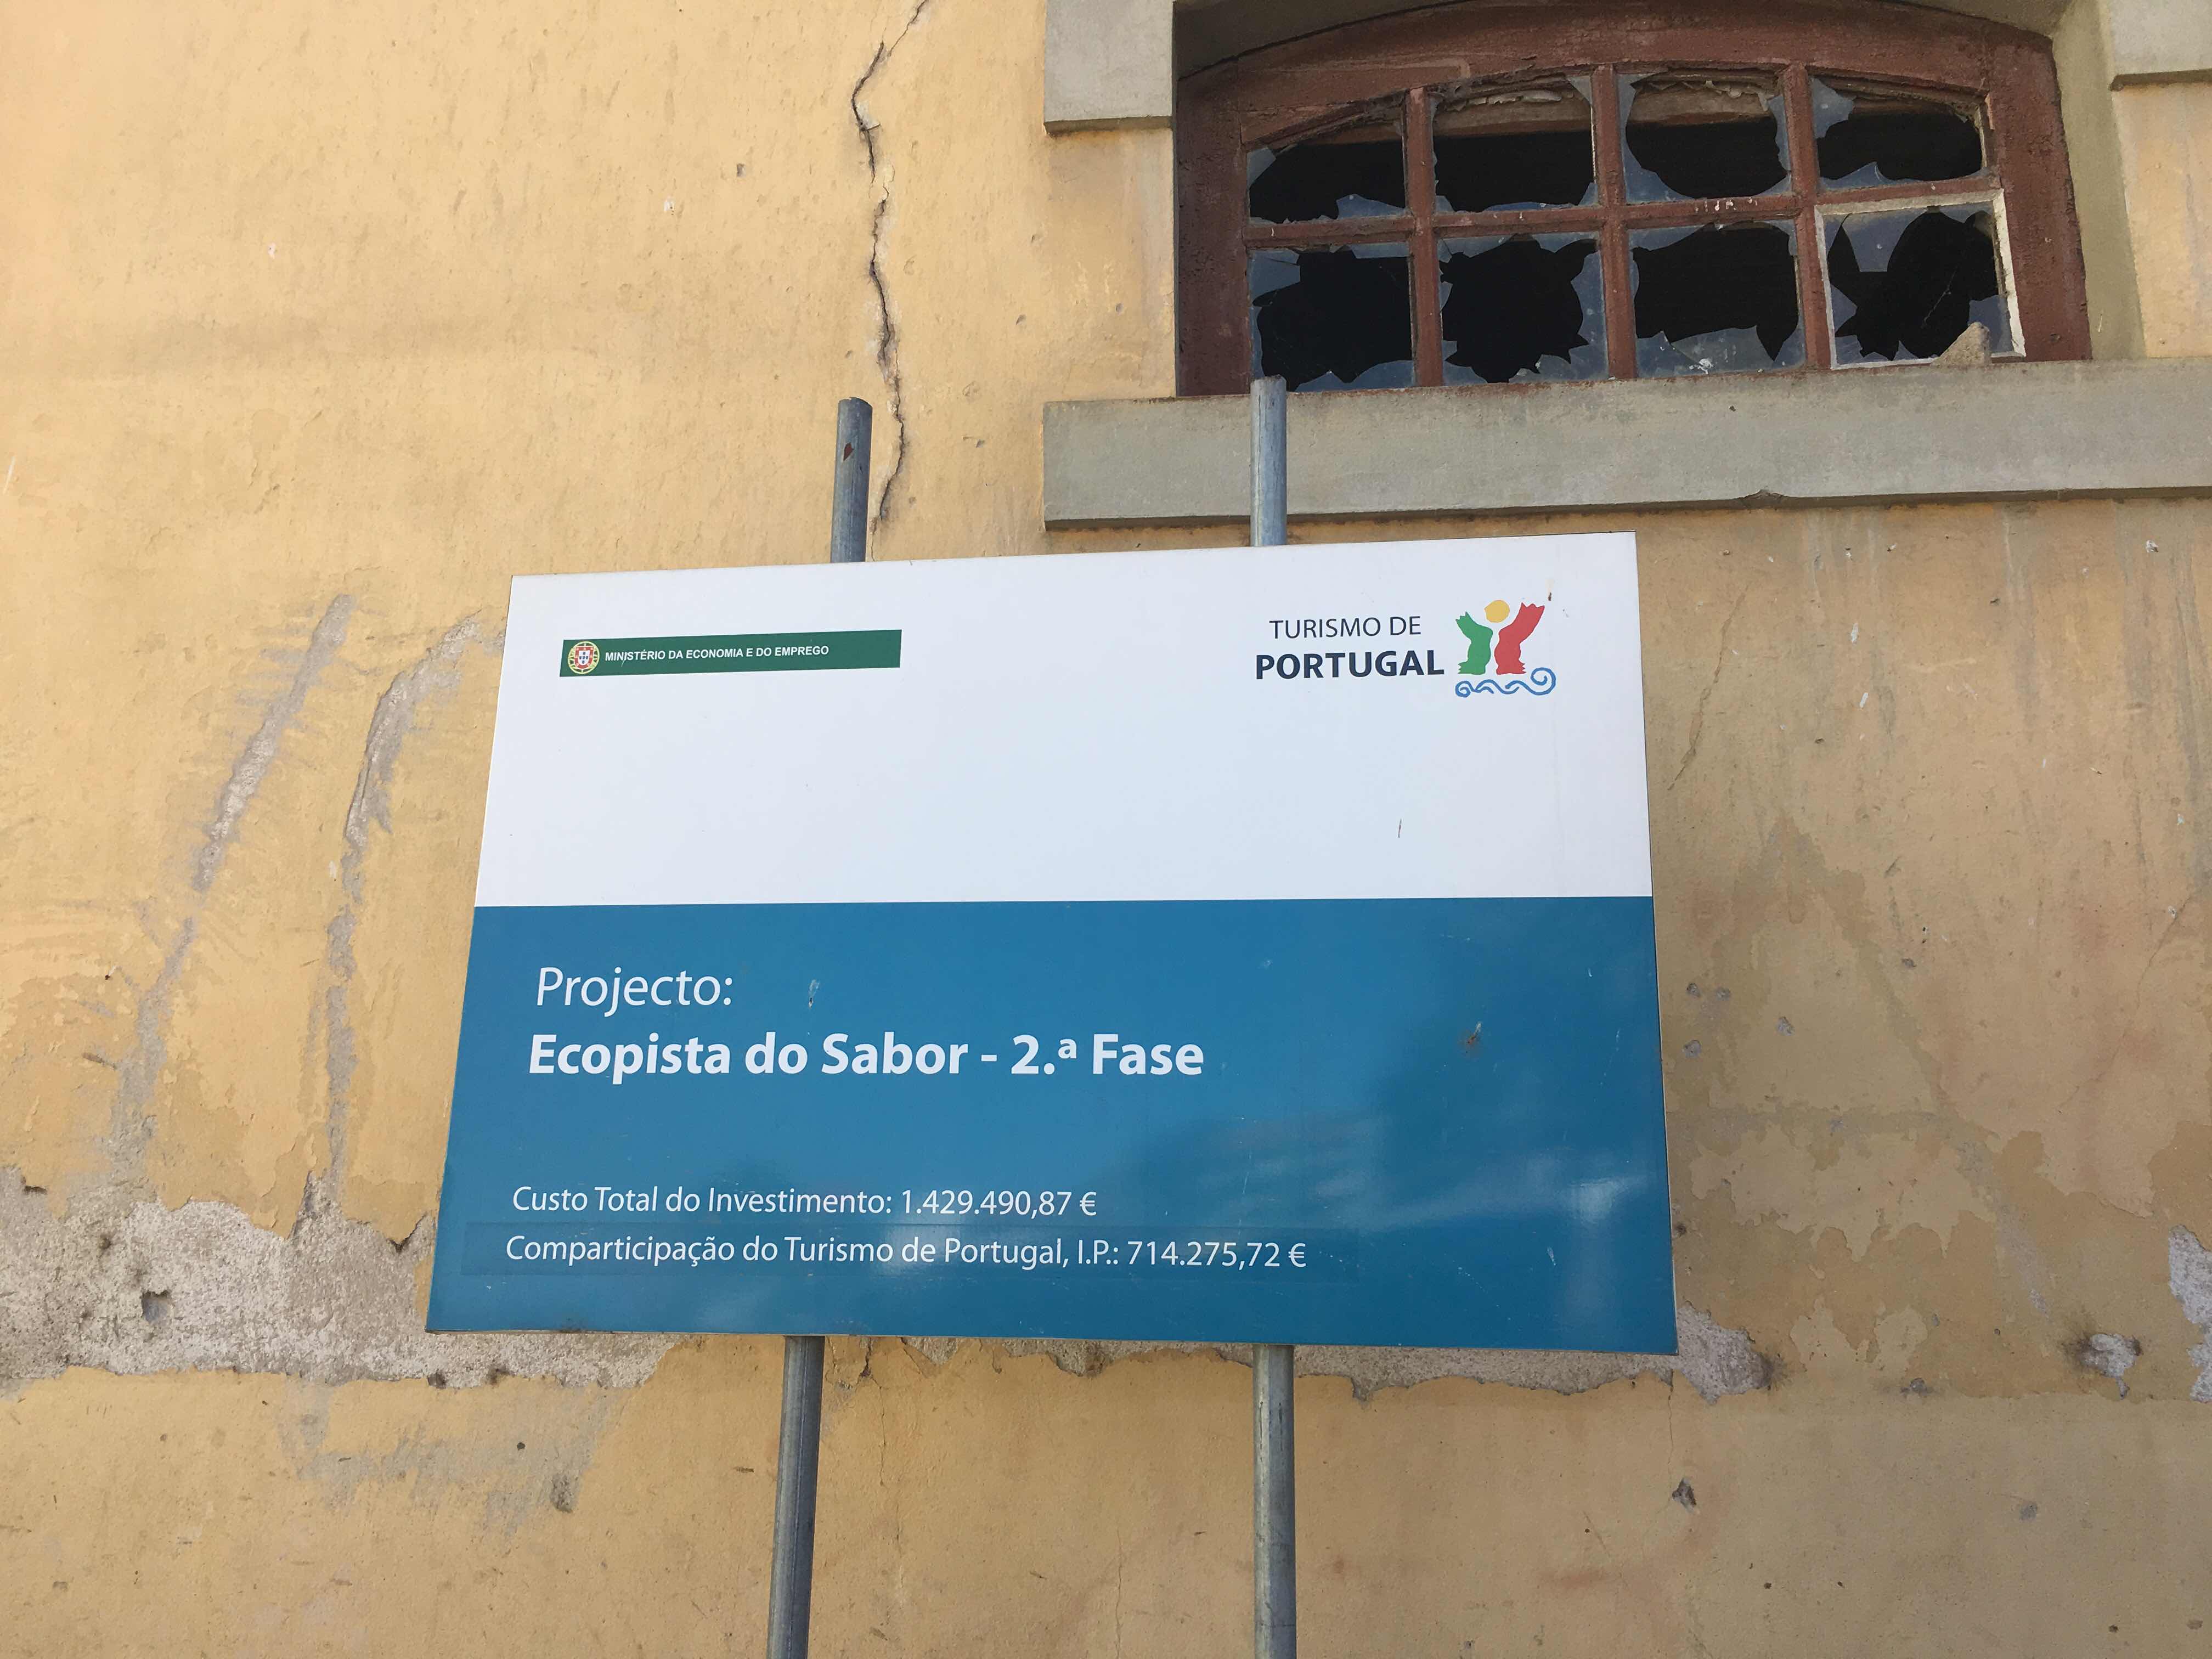 MINISTÉRIO DA ECONOMIA E DO EMPREGO
TURISMO DE
PORTUGAL
Projecto:
Ecopista do Sabor - 2.ª Fase
Custo Total do Investimento: 1.429.490,87 €
Comparticipação do Turismo de Portugal, I.P.: 714.275,72 €